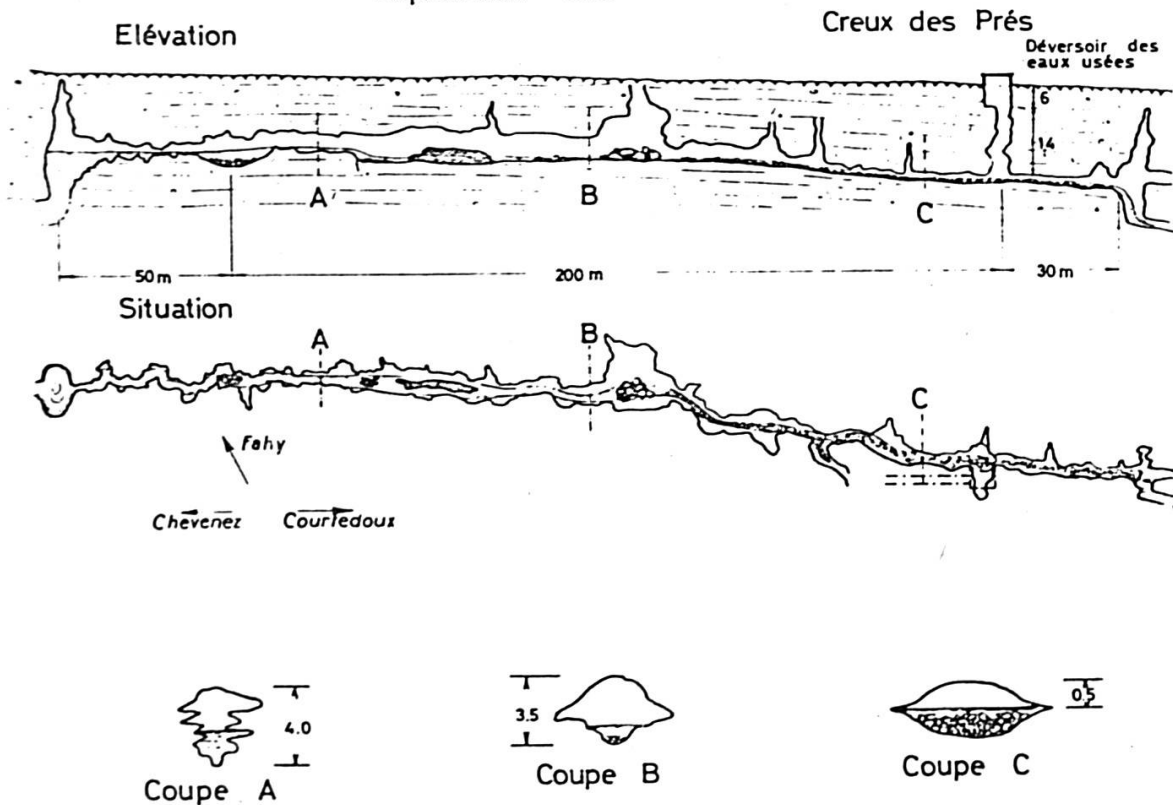 Creux des Prés
Elévation
Déversoir des
eaux usées
6
14
A
B
C
50 m
200 m
30 m
Situation
A
B
C
Fahy
Chevenez
Courtedoux
4.0
3.5
0.5
Coupe A
Coupe B
Coupe C